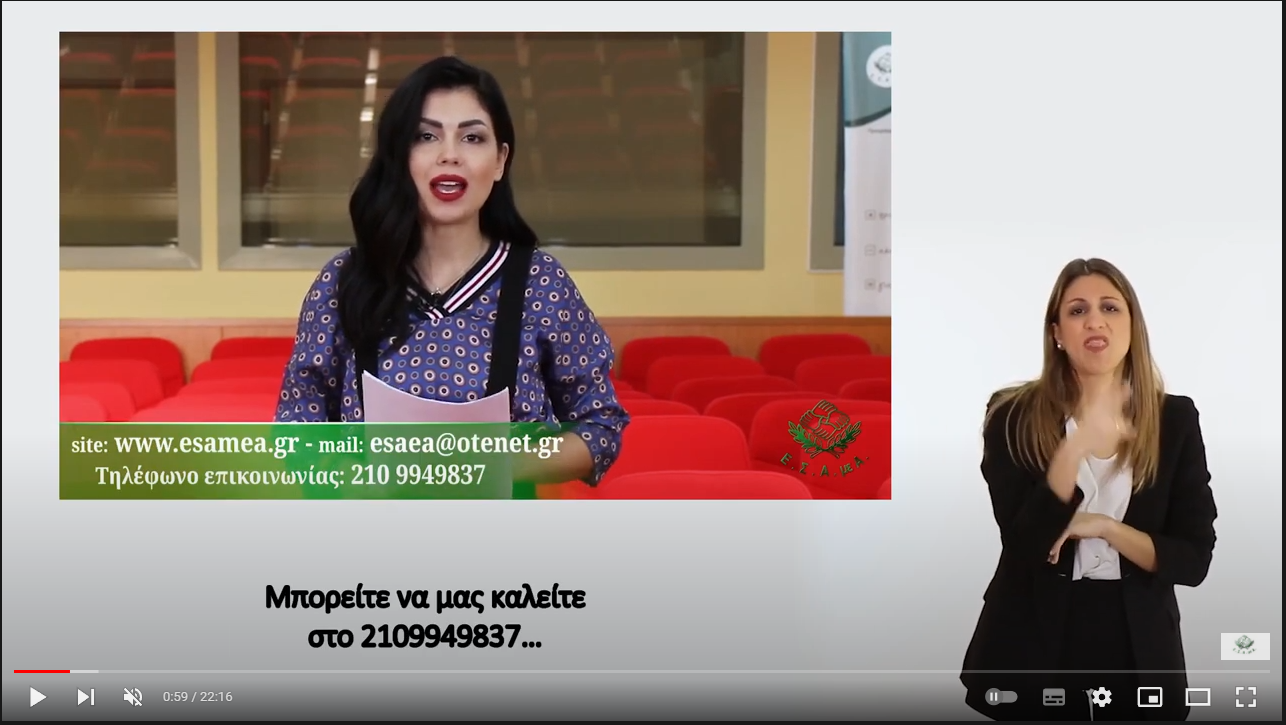 site: www.esamea.gr - mail: esaea@otenet.gr
Τηλέφωνο επικοινωνίας: 210 9949837
Ε.Σ.Α.με Α.
Μπορείτε να μας καλείτε
στο 2109949837...
0:59 / 22:16